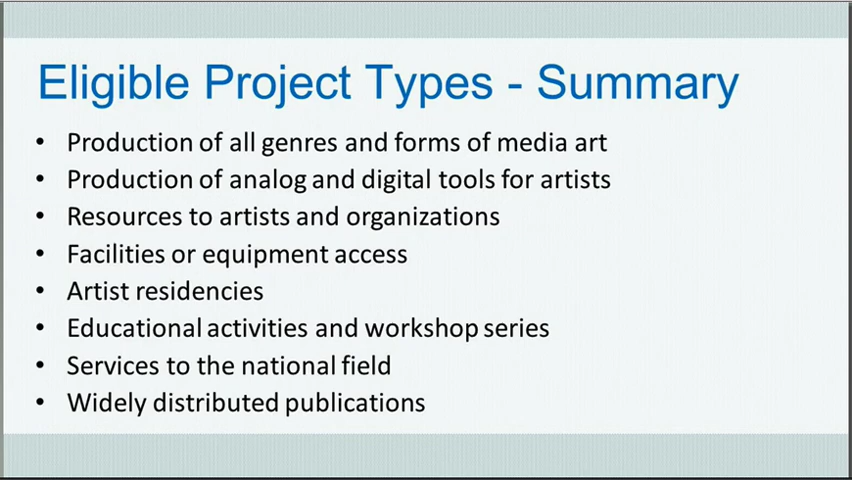 Eligible Project Types - Summary
• Production of all genres and forms of media art
• Production of analog and digital tools for artists
• Resources to artists and organizations
• Facilities or equipment access
• Artist residencies
• Educational activities and workshop series
• Services to the national field
• Widely distributed publications